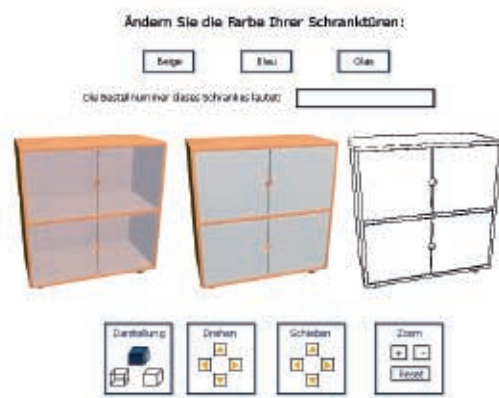 Ändern Sie die Farbe Ihrer Schranktüren:
Beige Blau Glas
Die Bestellnummer dieses Schrankes lautet:
Darstellung Drehen Schieben Zoom
+ -
Reset